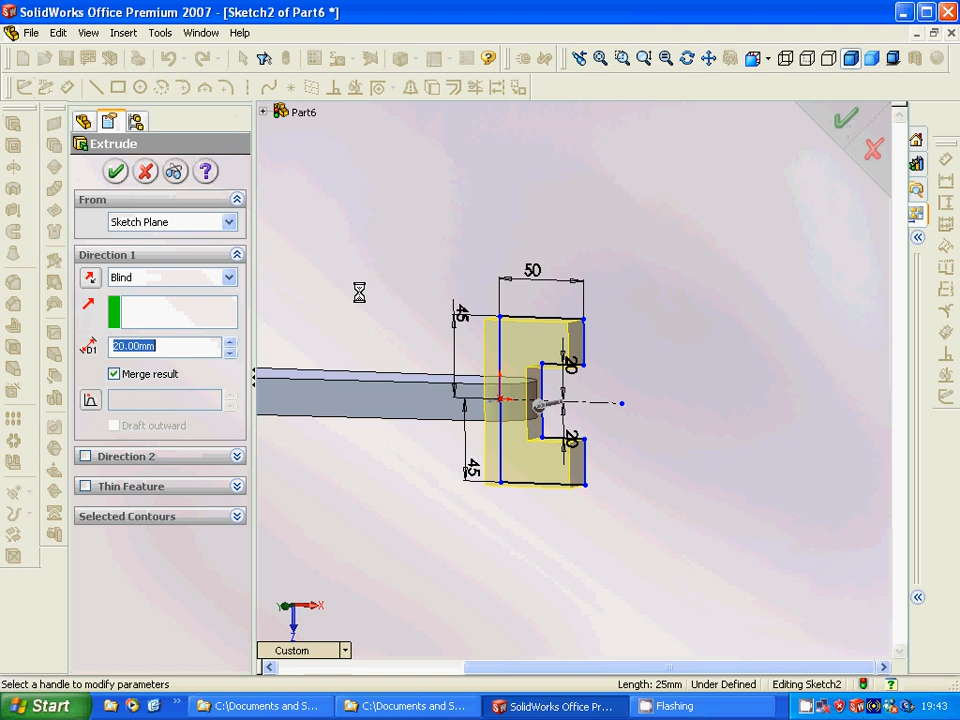 SolidWorks Office Premium 2007 - [Sketch2 of Part6 *]
File Edit View Insert Tools Window Help
Part6
Extrude
From
Sketch Plane
Direction 1
Blind
D1
20.00mm
Merge result
Draft outward
Direction 2
Thin Feature
Selected Contours
50
45
20
20
45
Y X
Z
Custom
Select a handle to modify parameters
Length: 25mm Under Defined Editing Sketch2
Start
C:\Documents and S...
C:\Documents and S...
SolidWorks Office Pr...
Flashing
19:43